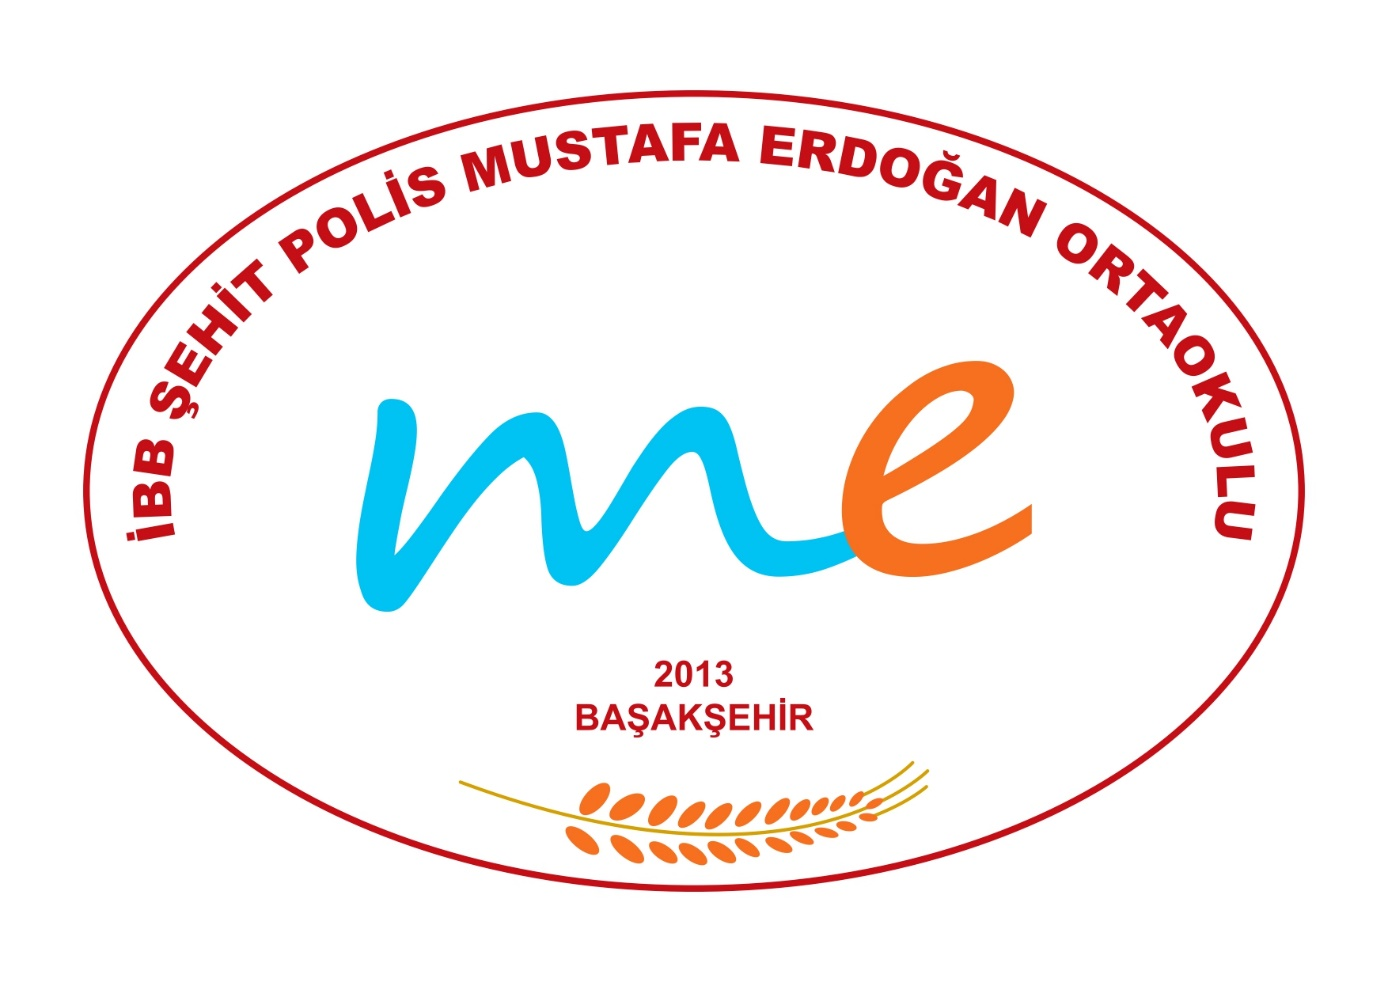 İBB ŞEHİT POLİS MUSTAFA ERDOĞAN ORTAOKULU
me
2013
BAŞAKŞEHİR